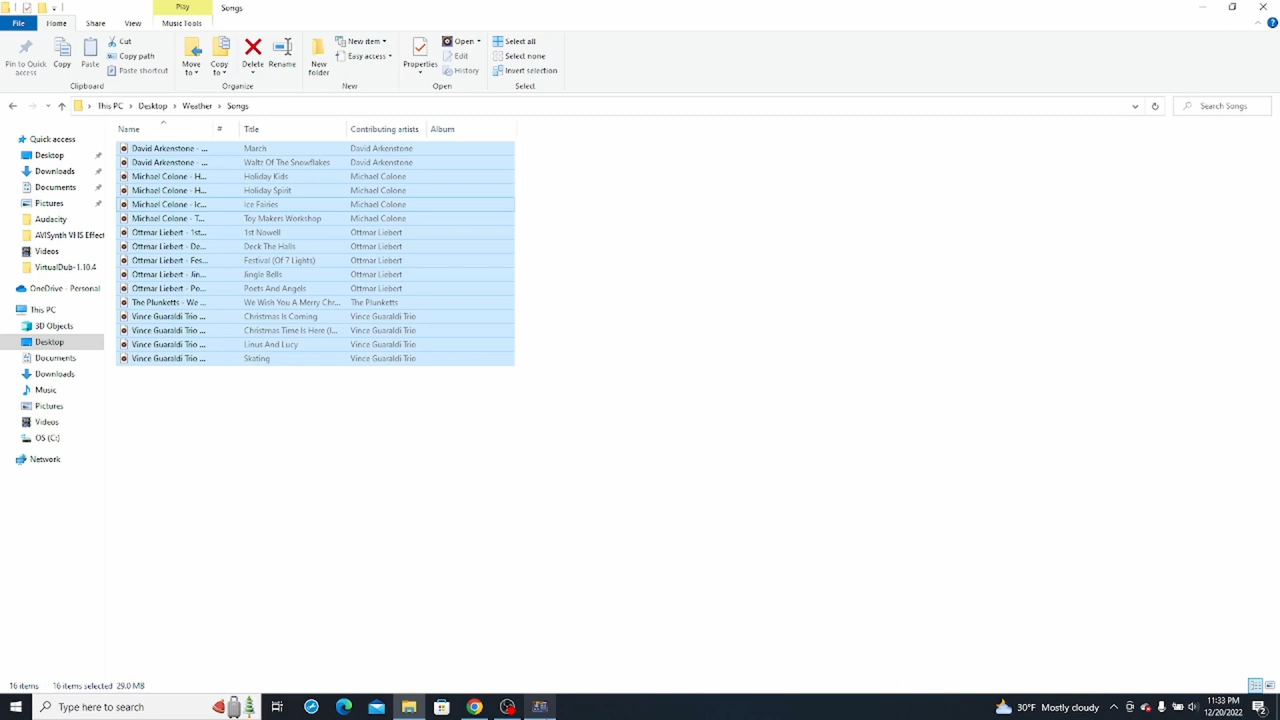 Play
Songs
File Home Share View Music Tools
Pin to Quick access
Copy
Paste
Cut
Copy path
Paste shortcut
Clipboard
Move to
Copy to
Delete
Rename
Organize
New folder
New item
Easy access
New
Properties
Open
Edit
History
Open
Select all
Select none
Invert selection
Select
This PC Desktop Weather Songs
Search Songs
Name # Title Contributing artists Album
David Arkenstone - ... March David Arkenstone
David Arkenstone - ... Waltz Of The Snowflakes David Arkenstone
Michael Colone - H... Holiday Kids Michael Colone
Michael Colone - H... Holiday Spirit Michael Colone
Michael Colone - Ic... Ice Fairies Michael Colone
Michael Colone - T... Toy Makers Workshop Michael Colone
Ottmar Liebert - 1st... 1st Nowell Ottmar Liebert
Ottmar Liebert - De... Deck The Halls Ottmar Liebert
Ottmar Liebert - Fes... Festival (Of 7 Lights) Ottmar Liebert
Ottmar Liebert - Jin... Jingle Bells Ottmar Liebert
Ottmar Liebert - Po... Poets And Angels Ottmar Liebert
The Plunketts - We ... We Wish You A Merry Chr... The Plunketts
Vince Guaraldi Trio ... Christmas Is Coming Vince Guaraldi Trio
Vince Guaraldi Trio ... Christmas Time Is Here (I... Vince Guaraldi Trio
Vince Guaraldi Trio ... Linus And Lucy Vince Guaraldi Trio
Vince Guaraldi Trio ... Skating Vince Guaraldi Trio
Quick access
Desktop
Downloads
Documents
Pictures
Audacity
AVISynth VHS Effect
Videos
VirtualDub-1.10.4
OneDrive - Personal
This PC
3D Objects
Desktop
Documents
Downloads
Music
Pictures
Videos
OS (C:)
Network
16 items 16 items selected 29.0 MB
Type here to search
30°F Mostly cloudy
11:33 PM
12/20/2022
2